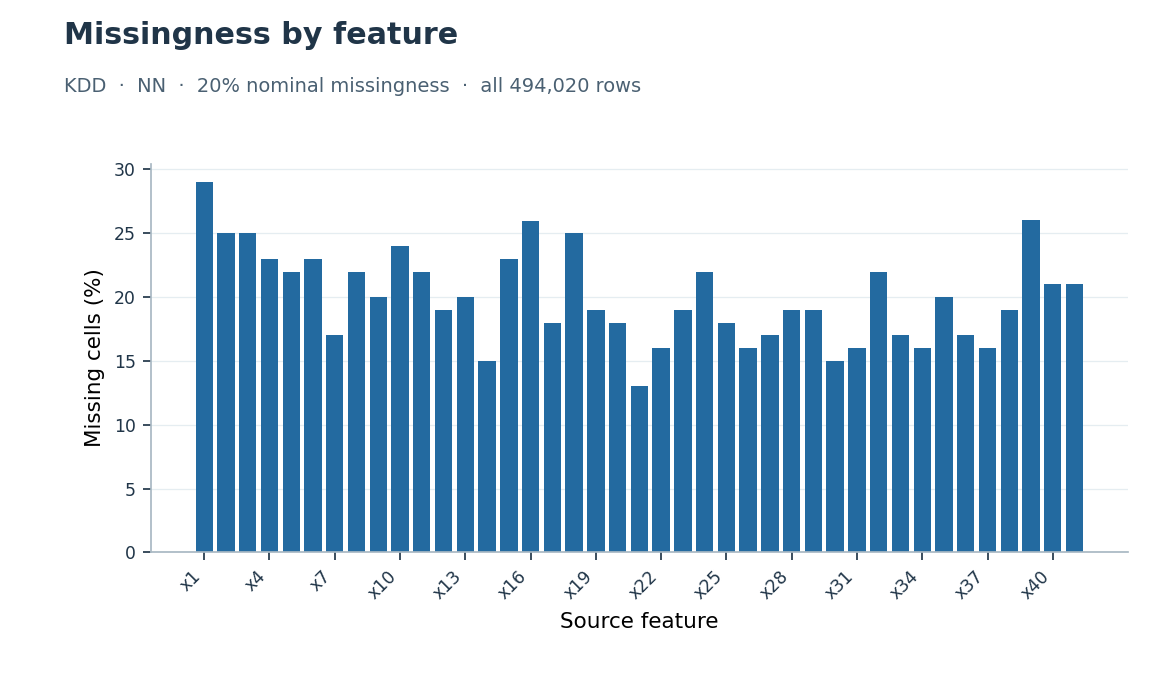 Missingness by feature
KDD · NN · 20% nominal missingness · all 494,020 rows
30
25
20
15
10
5
0
Missing cells (%)
x1 x4 x7 x10 x13 x16 x19 x22 x25 x28 x31 x34 x37 x40
Source feature